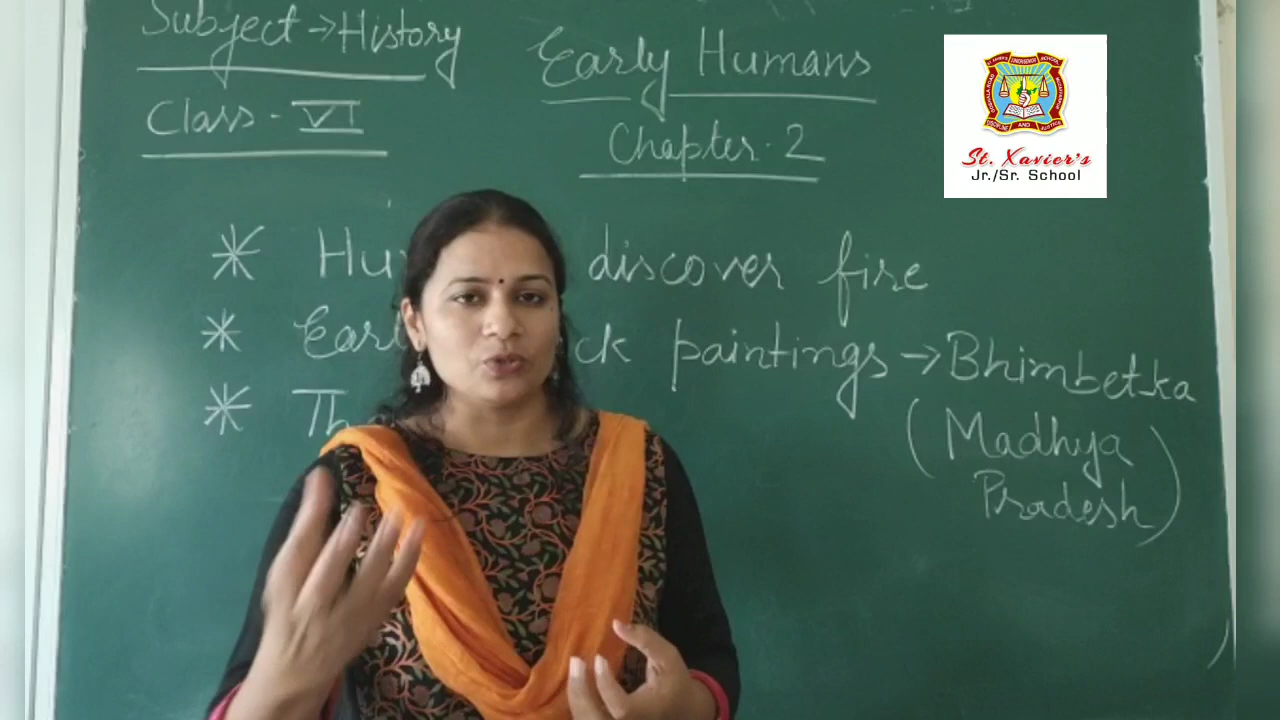 Subject → History
Early Humans
Class - VI
Chapter. 2
* discover fire
* paintings → Bhimbetka
(Madhya
Pradesh)
*
St. Xavier's
Jr./Sr. School